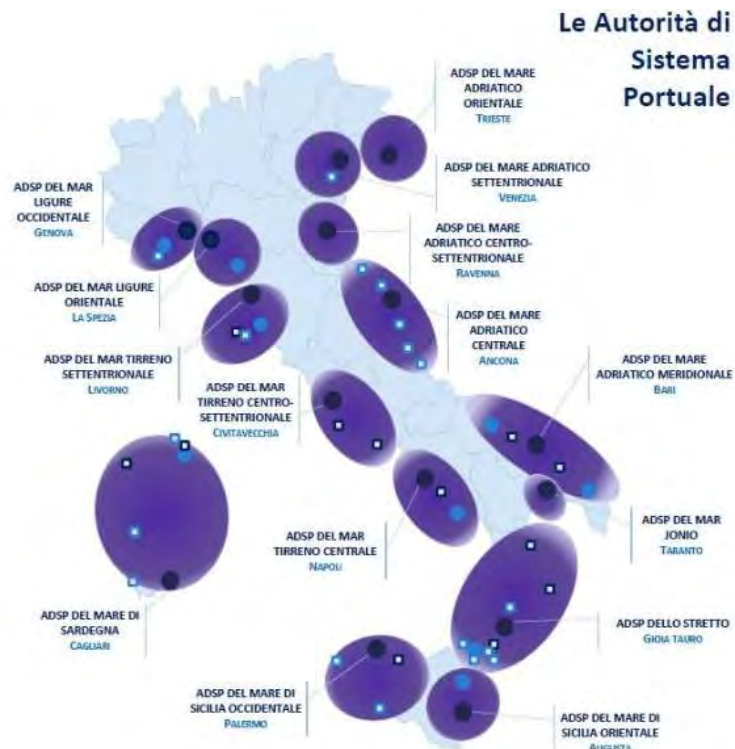 Le Autorità di
Sistema
Portuale
ADSP DEL MARE
ADRIATICO
ORIENTALE
TRIESTE
ADSP DEL MARE ADRIATICO
SETTENTRIONALE
VENEZIA
ADSP DEL MAR
LIGURE
OCCIDENTALE
GENOVA
ADSP DEL MARE
ADRIATICO CENTRO-
SETTENTRIONALE
RAVENNA
ADSP DEL MAR LIGURE
ORIENTALE
LA SPEZIA
ADSP DEL MARE
ADRIATICO
CENTRALE
ANCONA
ADSP DEL MAR TIRRENO
SETTENTRIONALE
LIVORNO
ADSP DEL MARE
ADRIATICO MERIDIONALE
BARI
ADSP DEL MAR
TIRRENO CENTRO-
SETTENTRIONALE
CIVITAVECCHIA
ADSP DEL MAR
TIRRENO CENTRALE
NAPOLI
ADSP DEL MAR
JONIO
TARANTO
ADSP DEL MARE DI
SARDEGNA
CAGLIARI
ADSP DELLO STRETTO
GIOIA TAURO
ADSP DEL MARE DI
SICILIA OCCIDENTALE
PALERMO
ADSP DEL MARE DI
SICILIA ORIENTALE
AUGUSTA